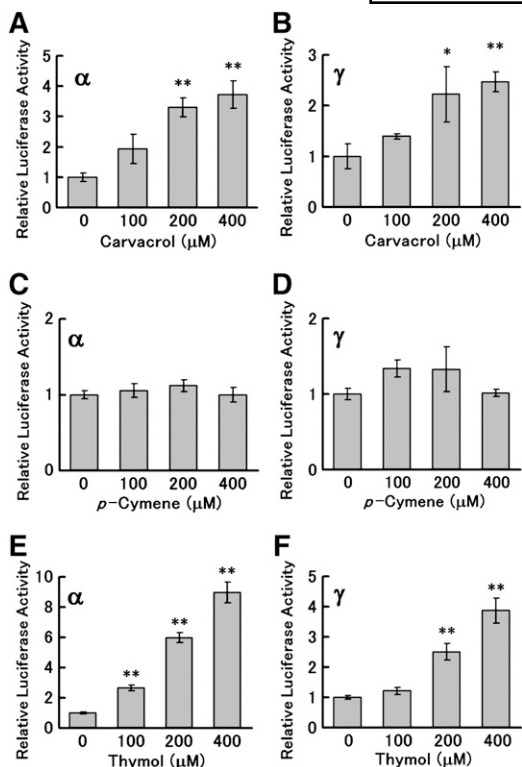 A
Relative Luciferase Activity
5
4
3
2
1
0
α
**
**
0 100 200 400
Carvacrol (μM)
B
Relative Luciferase Activity
3
2
1
0
γ
*
**
0 100 200 400
Carvacrol (μM)
C
Relative Luciferase Activity
2
1
0
α
0 100 200 400
p-Cymene (μM)
D
Relative Luciferase Activity
2
1
0
γ
0 100 200 400
p-Cymene (μM)
E
Relative Luciferase Activity
10
8
6
4
2
0
α
**
**
**
0 100 200 400
Thymol (μM)
F
Relative Luciferase Activity
5
4
3
2
1
0
γ
**
**
0 100 200 400
Thymol (μM)